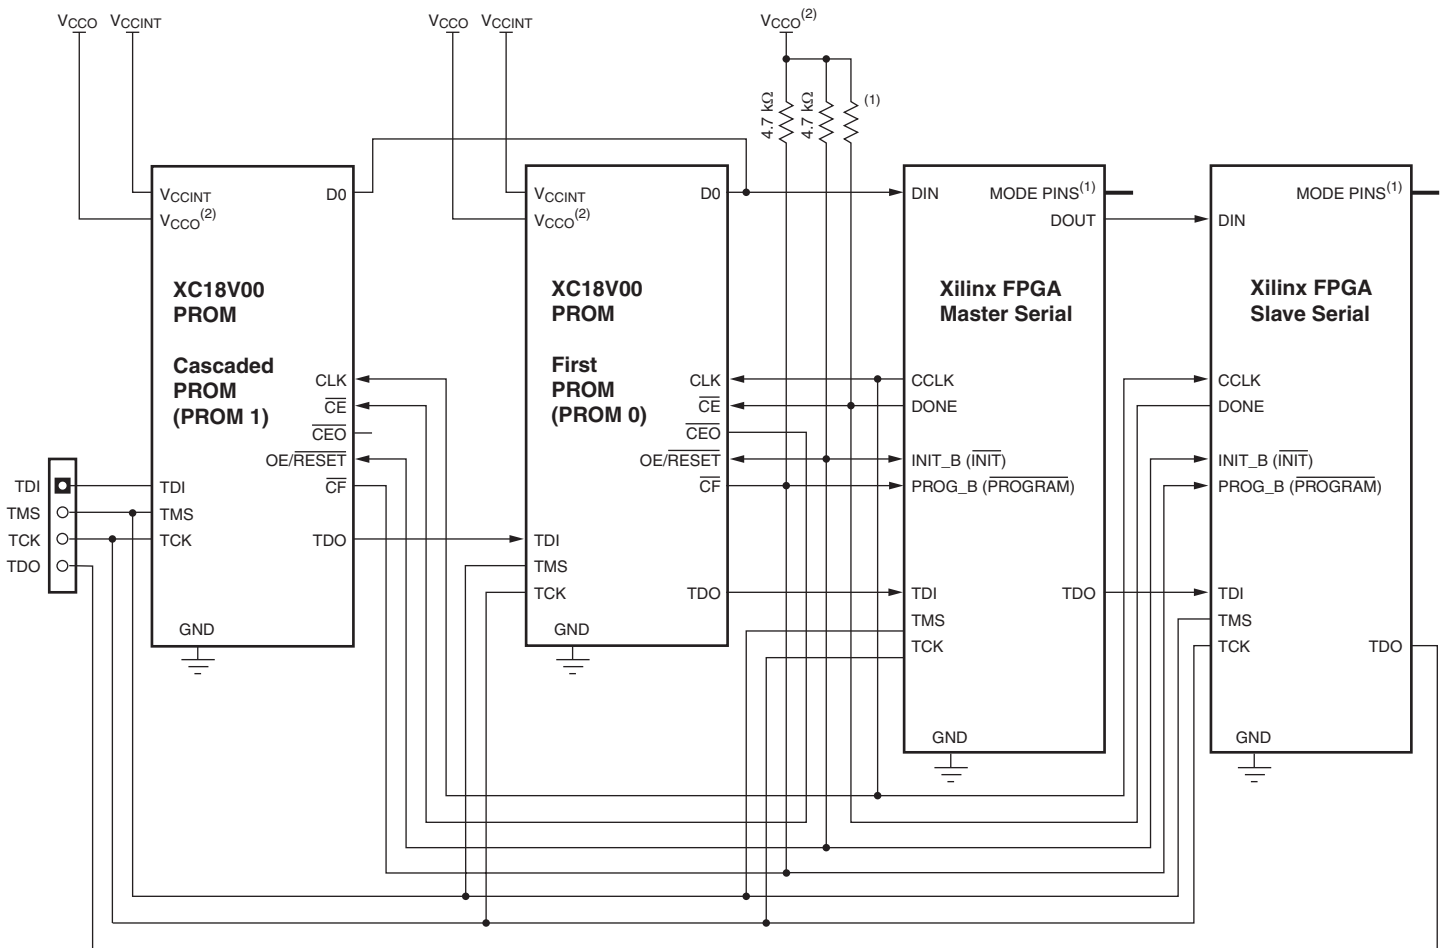 VCCO VCCINT
VCCO VCCINT
VCCO(2)
4.7 kΩ
4.7 kΩ
(1)
VCCINT
VCCO(2)
D0
XC18V00
PROM
Cascaded
PROM
(PROM 1)
CLK
CE
CEO
OE/RESET
CF
TDI
TMS
TCK
TDO
GND
TDI
TMS
TCK
TDO
VCCINT
VCCO(2)
D0
XC18V00
PROM
First
PROM
(PROM 0)
CLK
CE
CEO
OE/RESET
CF
TDI
TMS
TCK
TDO
GND
DIN
MODE PINS(1)
DOUT
Xilinx FPGA
Master Serial
CCLK
DONE
INIT_B (INIT)
PROG_B (PROGRAM)
TDI
TMS
TCK
TDO
GND
MODE PINS(1)
DIN
Xilinx FPGA
Slave Serial
CCLK
DONE
INIT_B (INIT)
PROG_B (PROGRAM)
TDI
TMS
TCK
TDO
GND